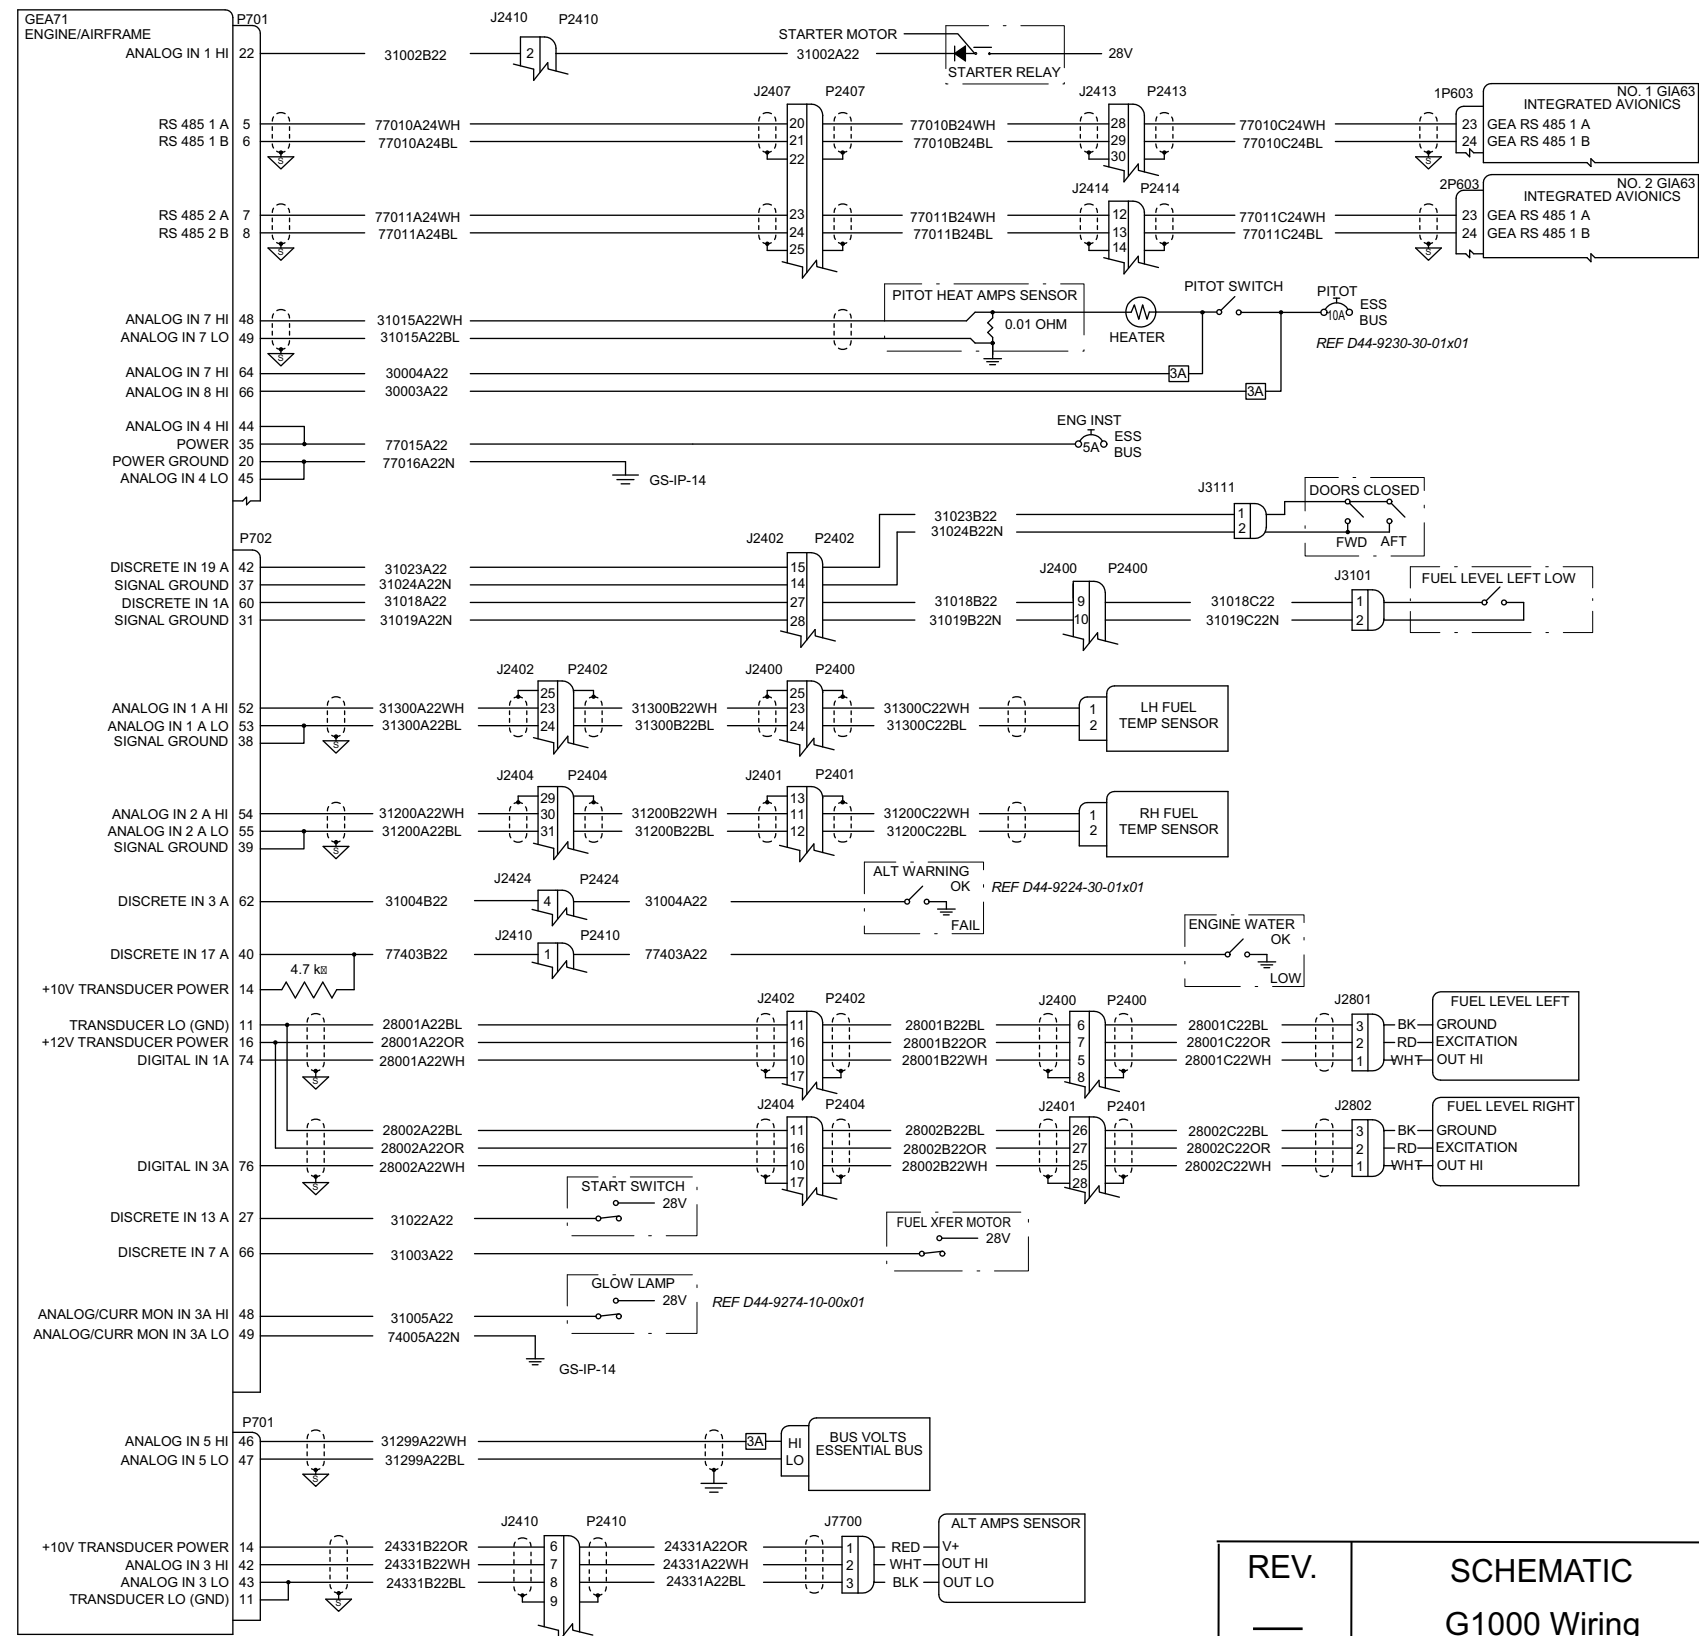 GEA71
ENGINE/AIRFRAME
P701
J2410 P2410
STARTER MOTOR
ANALOG IN 1 HI 22 31002B22 2 31002A22 28V
STARTER RELAY
J2407 P2407 J2413 P2413 1P603 NO. 1 GIA63
INTEGRATED AVIONICS
RS 485 1 A 5 77010A24WH 20 77010B24WH 28 77010C24WH 23 GEA RS 485 1 A
RS 485 1 B 6 77010A24BL 21 77010B24BL 29 77010C24BL 24 GEA RS 485 1 B
S 22 30 S
J2414 P2414 2P603 NO. 2 GIA63
INTEGRATED AVIONICS
RS 485 2 A 7 77011A24WH 23 77011B24WH 12 77011C24WH 23 GEA RS 485 1 A
RS 485 2 B 8 77011A24BL 24 77011B24BL 13 77011C24BL 24 GEA RS 485 1 B
S 25 14 S
PITOT HEAT AMPS SENSOR PITOT SWITCH PITOT
ESS
BUS
10A
ANALOG IN 7 HI 48 31015A22WH 0.01 OHM
ANALOG IN 7 LO 49 31015A22BL HEATER
S
REF D44-9230-30-01x01
ANALOG IN 7 HI 64 30004A22 3A
ANALOG IN 8 HI 66 30003A22 3A
ENG INST
ESS
BUS
5A
ANALOG IN 4 HI 44
POWER 35 77015A22
POWER GROUND 20 77016A22N
ANALOG IN 4 LO 45 GS-IP-14
J3111 DOORS CLOSED
31023B22 1
31024B22N 2
FWD AFT
P702 J2402 P2402
DISCRETE IN 19 A 42 31023A22 15
SIGNAL GROUND 37 31024A22N 14
J2400 P2400 J3101 FUEL LEVEL LEFT LOW
DISCRETE IN 1A 60 31018A22 27 31018B22 9 31018C22 1
SIGNAL GROUND 31 31019A22N 28 31019B22N 10 31019C22N 2
J2402 P2402 J2400 P2400
25 25
ANALOG IN 1 A HI 52 31300A22WH 23 31300B22WH 23 31300C22WH 1 LH FUEL
ANALOG IN 1 A LO 53 31300A22BL 24 31300B22BL 24 31300C22BL 2 TEMP SENSOR
SIGNAL GROUND 38 S
J2404 P2404 J2401 P2401
29 13
ANALOG IN 2 A HI 54 31200A22WH 30 31200B22WH 11 31200C22WH 1 RH FUEL
ANALOG IN 2 A LO 55 31200A22BL 31 31200B22BL 12 31200C22BL 2 TEMP SENSOR
SIGNAL GROUND 39 S
J2424 P2424 ALT WARNING
OK REF D44-9224-30-01x01
DISCRETE IN 3 A 62 31004B22 4 31004A22
FAIL
J2410 P2410 ENGINE WATER
OK
DISCRETE IN 17 A 40 77403B22 1 77403A22
LOW
4.7 k
+10V TRANSDUCER POWER 14
J2402 P2402 J2400 P2400 J2801 FUEL LEVEL LEFT
TRANSDUCER LO (GND) 11 28001A22BL 11 28001B22BL 6 28001C22BL 3 BK GROUND
+12V TRANSDUCER POWER 16 28001A22OR 16 28001B22OR 7 28001C22OR 2 RD EXCITATION
DIGITAL IN 1A 74 28001A22WH 10 28001B22WH 5 28001C22WH 1 WHT OUT HI
S 17 8
J2404 P2404 J2401 P2401 J2802 FUEL LEVEL RIGHT
28002A22BL 11 28002B22BL 26 28002C22BL 3 BK GROUND
28002A22OR 16 28002B22OR 27 28002C22OR 2 RD EXCITATION
DIGITAL IN 3A 76 28002A22WH 10 28002B22WH 25 28002C22WH 1 WHT OUT HI
S 17 28
START SWITCH
28V
DISCRETE IN 13 A 27 31022A22
FUEL XFER MOTOR
28V
DISCRETE IN 7 A 66 31003A22
GLOW LAMP
28V REF D44-9274-10-00x01
ANALOG/CURR MON IN 3A HI 48 31005A22
ANALOG/CURR MON IN 3A LO 49 74005A22N
GS-IP-14
P701
ANALOG IN 5 HI 46 31299A22WH 3A HI BUS VOLTS
ANALOG IN 5 LO 47 31299A22BL LO ESSENTIAL BUS
S
J2410 P2410 J7700 ALT AMPS SENSOR
+10V TRANSDUCER POWER 14 24331B22OR 6 24331A22OR 1 RED V+
ANALOG IN 3 HI 42 24331B22WH 7 24331A22WH 2 WHT OUT HI
ANALOG IN 3 LO 43 24331B22BL 8 24331A22BL 3 BLK OUT LO
TRANSDUCER LO (GND) 11 S 9
REV. SCHEMATIC
— G1000 Wiring